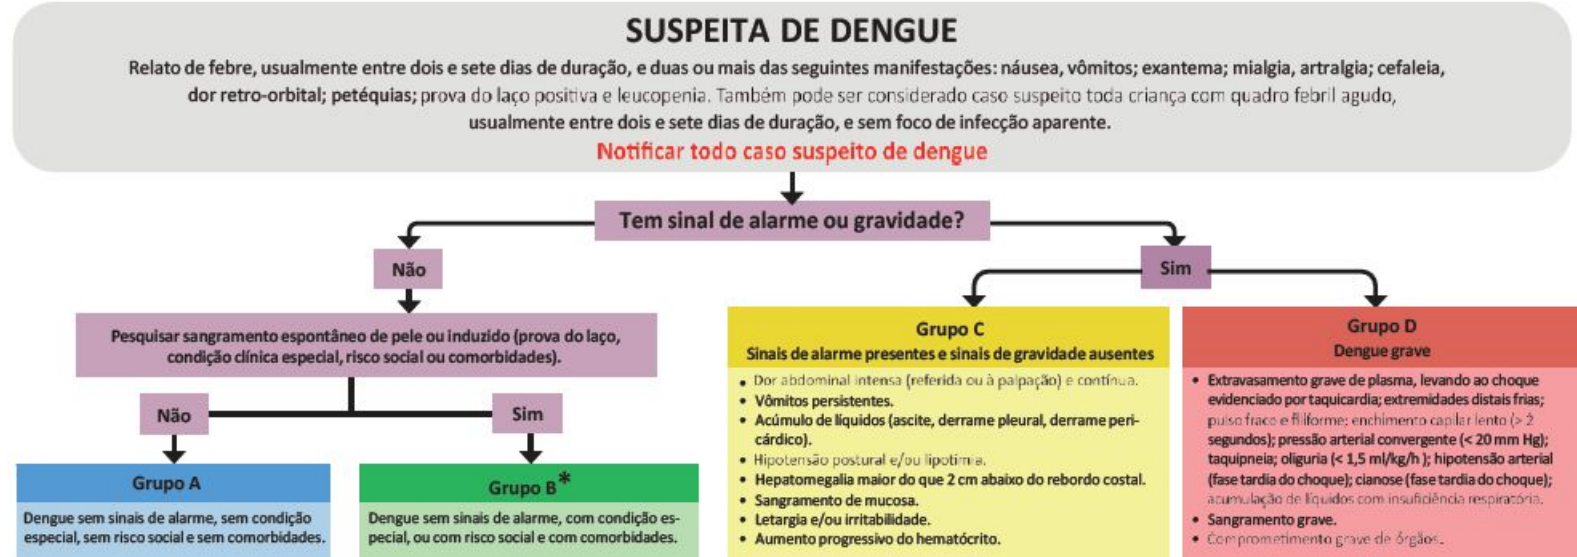 SUSPEITA DE DENGUE
Relato de febre, usualmente entre dois e sete dias de duração, e duas ou mais das seguintes manifestações: náusea, vômitos; exantema; mialgia, artralgia; cefaleia,
dor retro-orbital; petéquias; prova do laço positiva e leucopenia. Também pode ser considerado caso suspeito toda criança com quadro febril agudo,
usualmente entre dois e sete dias de duração, e sem foco de infecção aparente.
Notificar todo caso suspeito de dengue
Tem sinal de alarme ou gravidade?
Não
Sim
Pesquisar sangramento espontâneo de pele ou induzido (prova do laço,
condição clínica especial, risco social ou comorbidades).
Não
Sim
Grupo A
Dengue sem sinais de alarme, sem condição
especial, sem risco social e sem comorbidades.
Grupo B*
Dengue sem sinais de alarme, com condição es-
pecial, ou com risco social e com comorbidades.
Grupo C
Sinais de alarme presentes e sinais de gravidade ausentes
• Dor abdominal intensa (referida ou à palpação) e contínua.
• Vômitos persistentes.
• Acúmulo de líquidos (ascite, derrame pleural, derrame peri-
cárdico).
• Hipotensão postural e/ou lipotímia.
• Hepatomegalia maior do que 2 cm abaixo do rebordo costal.
• Sangramento de mucosa.
• Letargia e/ou irritabilidade.
• Aumento progressivo do hematócrito.
Grupo D
Dengue grave
• Extravasamento grave de plasma, levando ao choque
evidenciado por taquicardia; extremidades distais frias;
pulso fraco e filiforme; enchimento capilar lento (> 2
segundos); pressão arterial convergente (< 20 mm Hg);
taquipneia; oliguria (< 1,5 ml/kg/h ); hipotensão arterial
(fase tardia do choque); cianose (fase tardia do choque);
acumulação de líquidos com insuficiência respiratória.
• Sangramento grave.
• Comprometimento grave de órgãos.